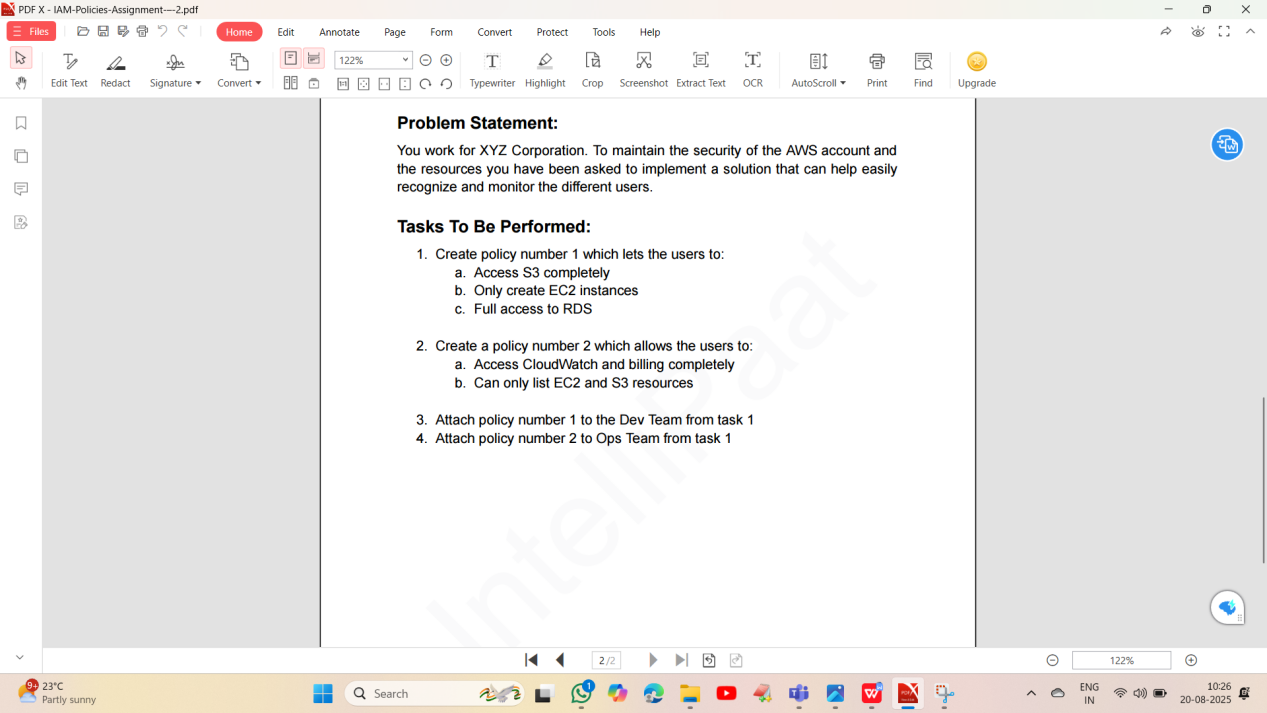 PDF X - IAM-Policies-Assignment-–-2.pdf
Files
Home Edit Annotate Page Form Convert Protect Tools Help
122%
Edit Text Redact Signature Convert Typewriter Highlight Crop Screenshot Extract Text OCR AutoScroll Print Find Upgrade
Problem Statement:
You work for XYZ Corporation. To maintain the security of the AWS account and
the resources you have been asked to implement a solution that can help easily
recognize and monitor the different users.
Tasks To Be Performed:
1. Create policy number 1 which lets the users to:
a. Access S3 completely
b. Only create EC2 instances
c. Full access to RDS
2. Create a policy number 2 which allows the users to:
a. Access CloudWatch and billing completely
b. Can only list EC2 and S3 resources
3. Attach policy number 1 to the Dev Team from task 1
4. Attach policy number 2 to Ops Team from task 1
IntelliPaat
2/2
122%
9+
23°C
Partly sunny
Search
1
ENG
IN
10:26
20-08-2025